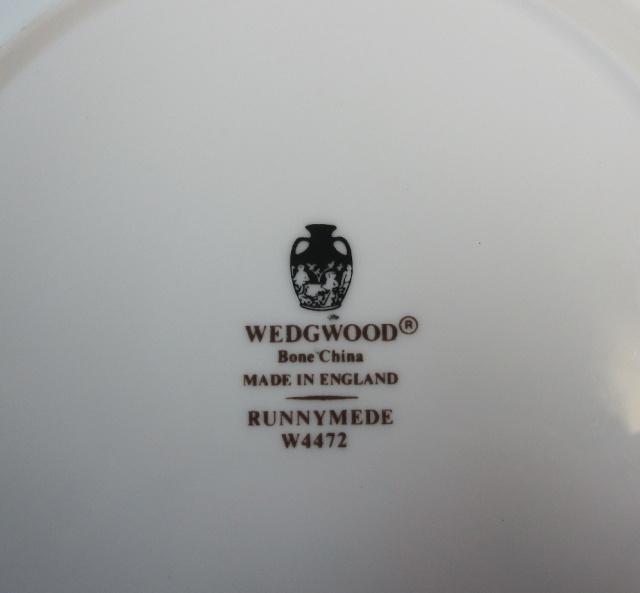 WEDGWOOD®
Bone China
MADE IN ENGLAND
RUNNYMEDE
W4472